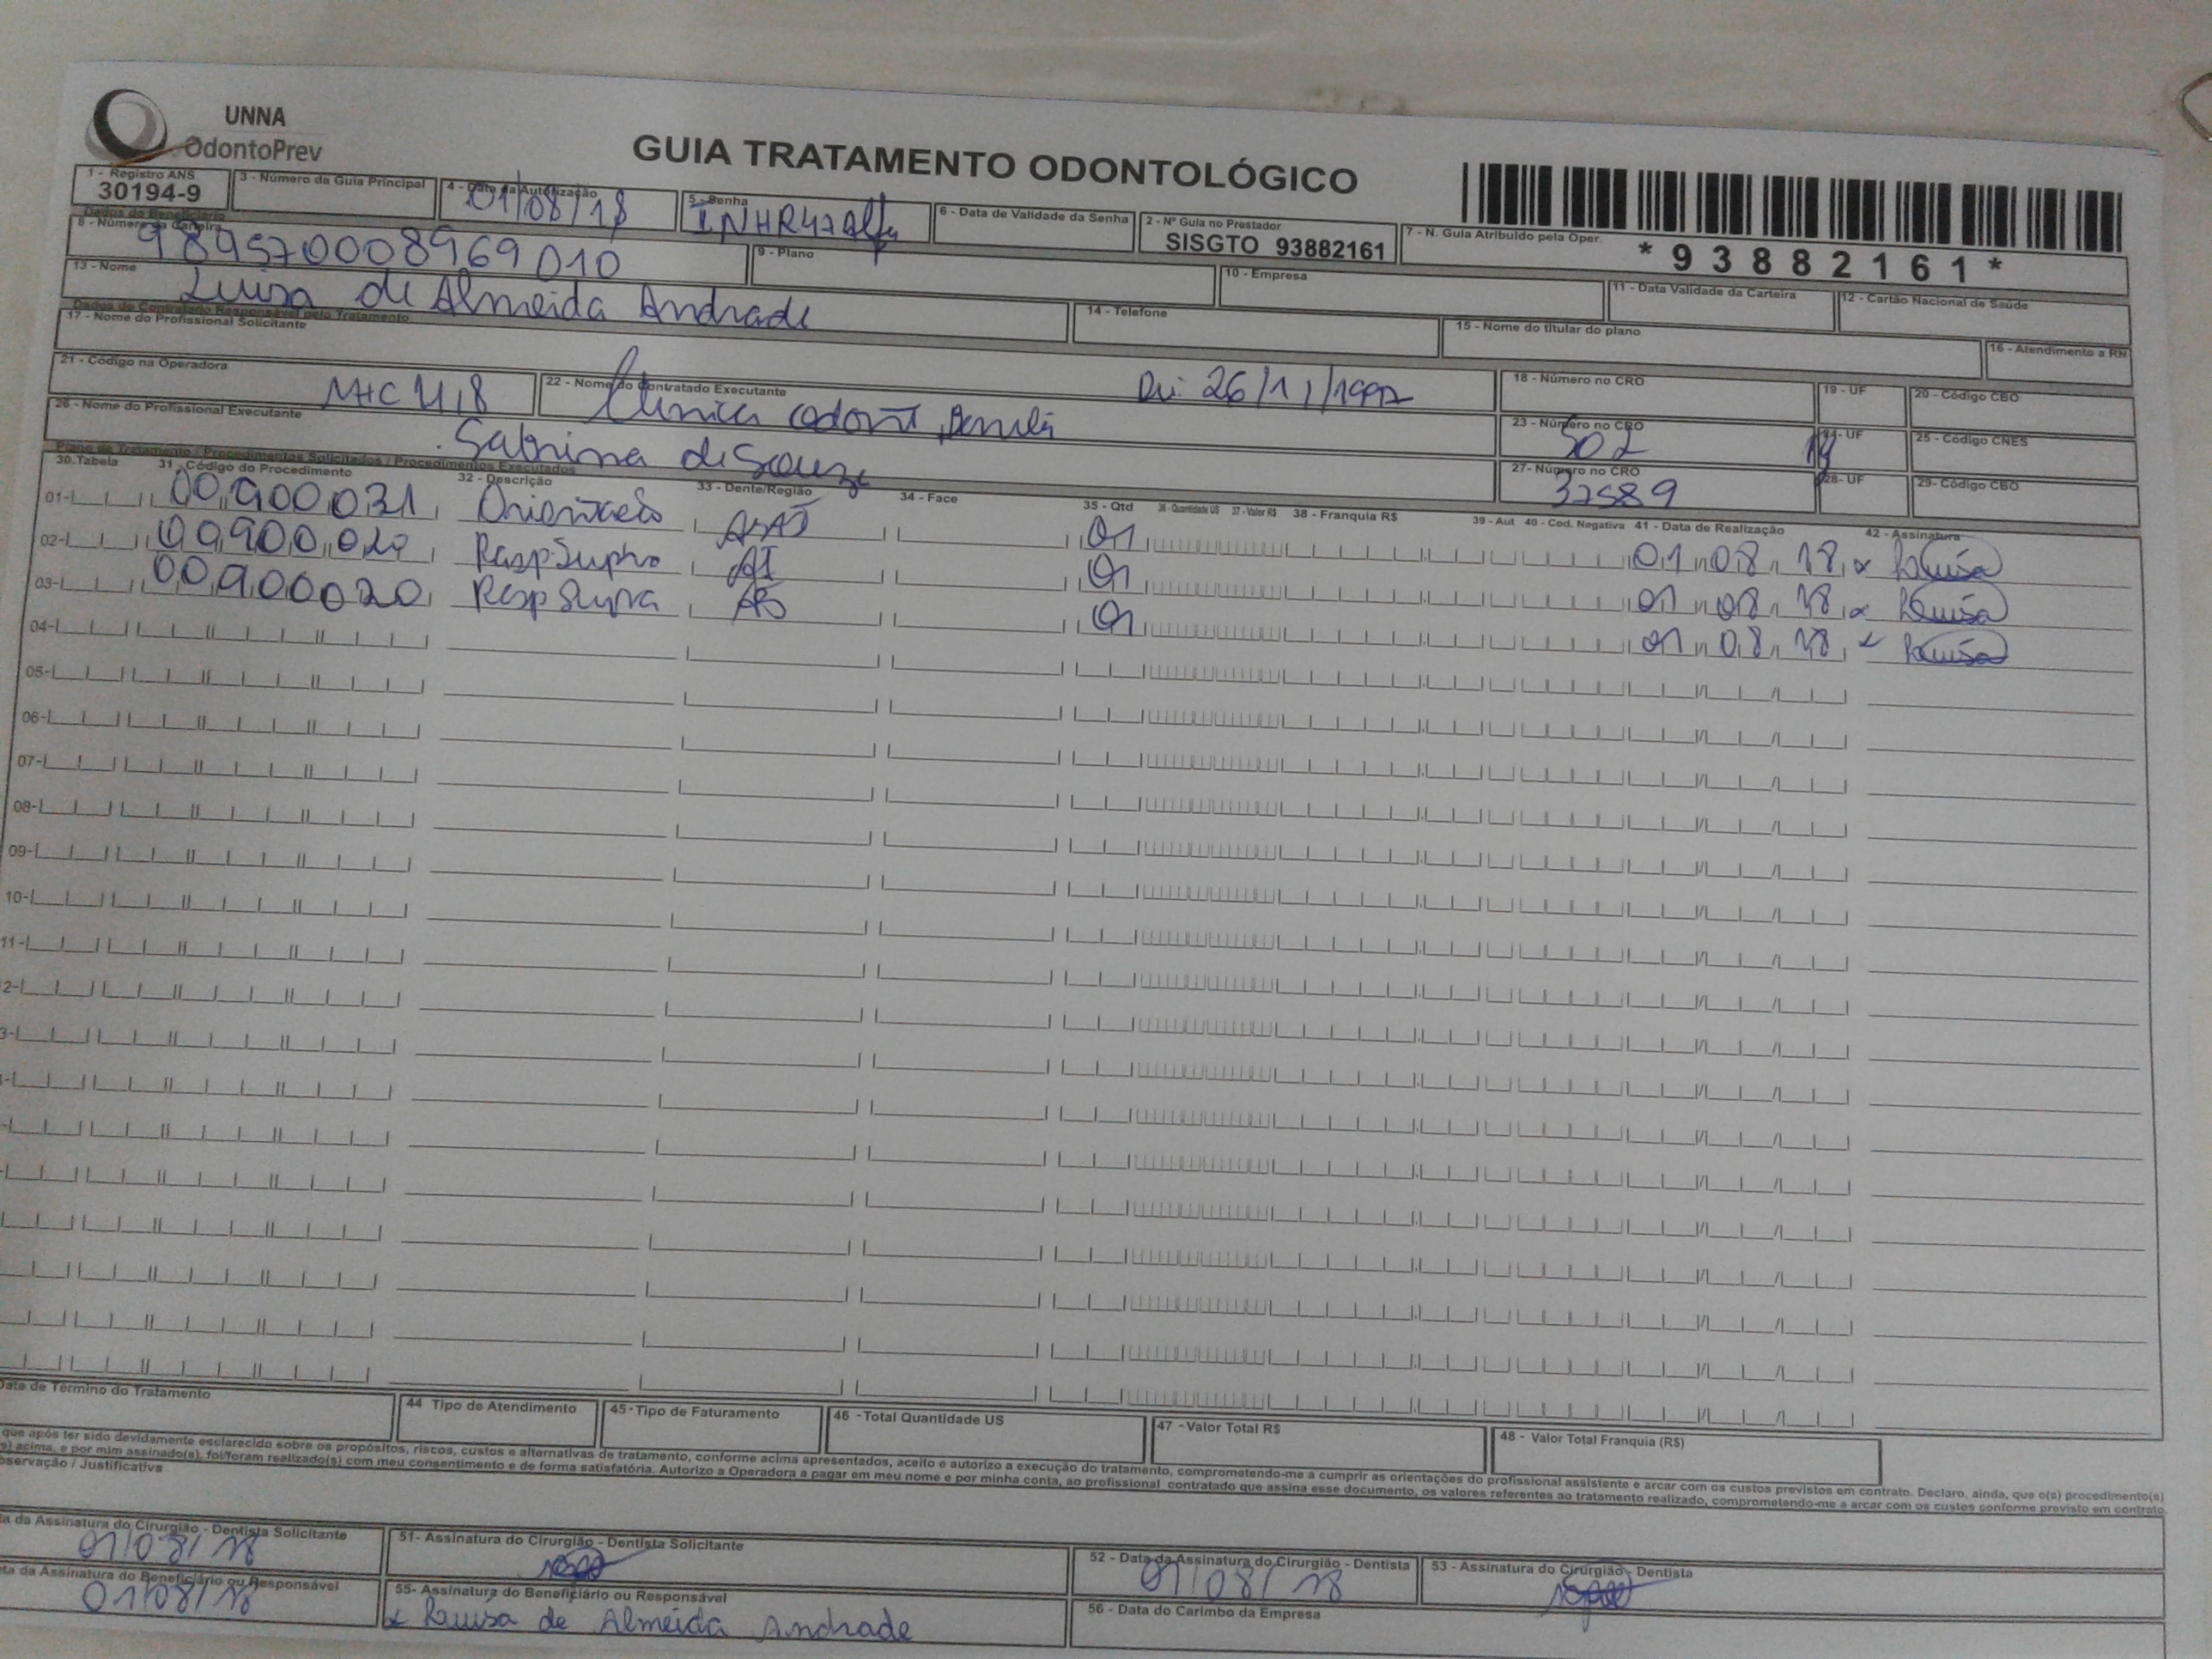 UNNA
OdontoPrev
GUIA TRATAMENTO ODONTOLÓGICO
1 - Registro ANS
30194-9
3 - Número da Guia Principal
4 - Data da Autorização
01/08/18
5 - Senha
6 - Data de Validade da Senha
2 - Nº Guia no Prestador
SISGTO 93882161
7 - N. Guia Atribuído pela Oper.
*93882161*
Dados do Beneficiário
8 - Número da Carteira
989570008969010
9 - Plano
10 - Empresa
11 - Data Validade da Carteira
12 - Cartão Nacional de Saúde
13 - Nome
Luisa de Almeida Andrade
14 - Telefone
15 - Nome do titular do plano
16 - Atendimento a RN
Dados do Contratado Responsável pelo Tratamento
17 - Nome do Profissional Solicitante
18 - Número no CRO
19 - UF
20 - Código CBO
21 - Código na Operadora
22 - Nome do Contratado Executante
Clinica odont
26/11/1992
23 - Número no CRO
502
24 - UF
25 - Código CNES
26 - Nome do Profissional Executante
Sabrina de Souza
27- Número no CRO
37589
28- UF
29- Código CBO
Plano de Tratamento / Procedimentos Solicitados / Procedimentos Executados
30.Tabela 31 - Código do Procedimento 32 - Descrição 33 - Dente/Região 34 - Face 35 - Qtd 36 - Quantidade US 37 - Valor R$ 38 - Franquia R$ 39 - Aut 40 - Cod. Negativa 41 - Data de Realização 42 - Assinatura
01- 00900031 Orientação ASAI 01 01 08 18 x Luisa
02- 00900020 RaspSupra AI 01 01 08 18 x Luisa
03- 00900020 Rasp Supra AS 01 01 08 18 x Luisa
04-
05-
06-
07-
08-
09-
10-
11-
2-
3-
Data de Término do Tratamento
44 Tipo de Atendimento
45 - Tipo de Faturamento
46 - Total Quantidade US
47 - Valor Total R$
48 - Valor Total Franquia (R$)
que após ter sido devidamente esclarecido sobre os propósitos, riscos, custos e alternativas de tratamento, conforme acima apresentados, aceito e autorizo a execução do tratamento, comprometendo-me a cumprir as orientações do profissional assistente e arcar com os custos previstos em contrato. Declaro, ainda, que o(s) procedimento(s)
acima, e por mim assinado(s), foi/foram realizado(s) com meu consentimento e de forma satisfatória. Autorizo a Operadora a pagar em meu nome e por minha conta, ao profissional contratado que assina esse documento, os valores referentes ao tratamento realizado, comprometendo-me a arcar com os custos conforme previsto em contrato.
bservação / Justificativa
ta da Assinatura do Cirurgião - Dentista Solicitante
01/08/18
51- Assinatura do Cirurgião - Dentista Solicitante
52 - Data da Assinatura do Cirurgião - Dentista
01/08/18
53 - Assinatura do Cirurgião - Dentista
ta da Assinatura do Beneficiário ou Responsável
01/08/18
55- Assinatura do Beneficiário ou Responsável
x Luisa de Almeida Andrade
56 - Data do Carimbo da Empresa